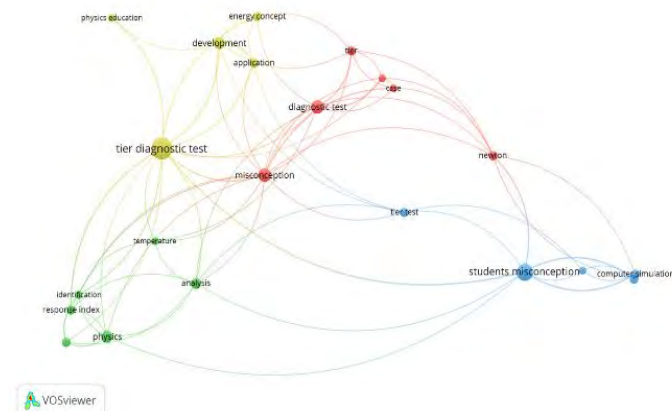 energy concept
physics education
development
tier
application
case
diagnostic test
tier diagnostic test
newton
misconception
tier test
temperature
students misconception
computer simulation
analysis
identification
response index
physics
VOSviewer